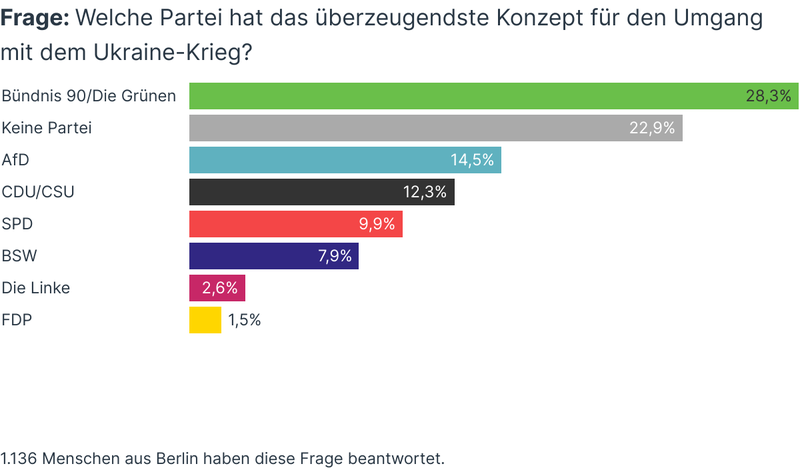 Frage: Welche Partei hat das überzeugendste Konzept für den Umgang
mit dem Ukraine-Krieg?
Bündnis 90/Die Grünen 28,3%
Keine Partei 22,9%
AfD 14,5%
CDU/CSU 12,3%
SPD 9,9%
BSW 7,9%
Die Linke 2,6%
FDP 1,5%
1.136 Menschen aus Berlin haben diese Frage beantwortet.